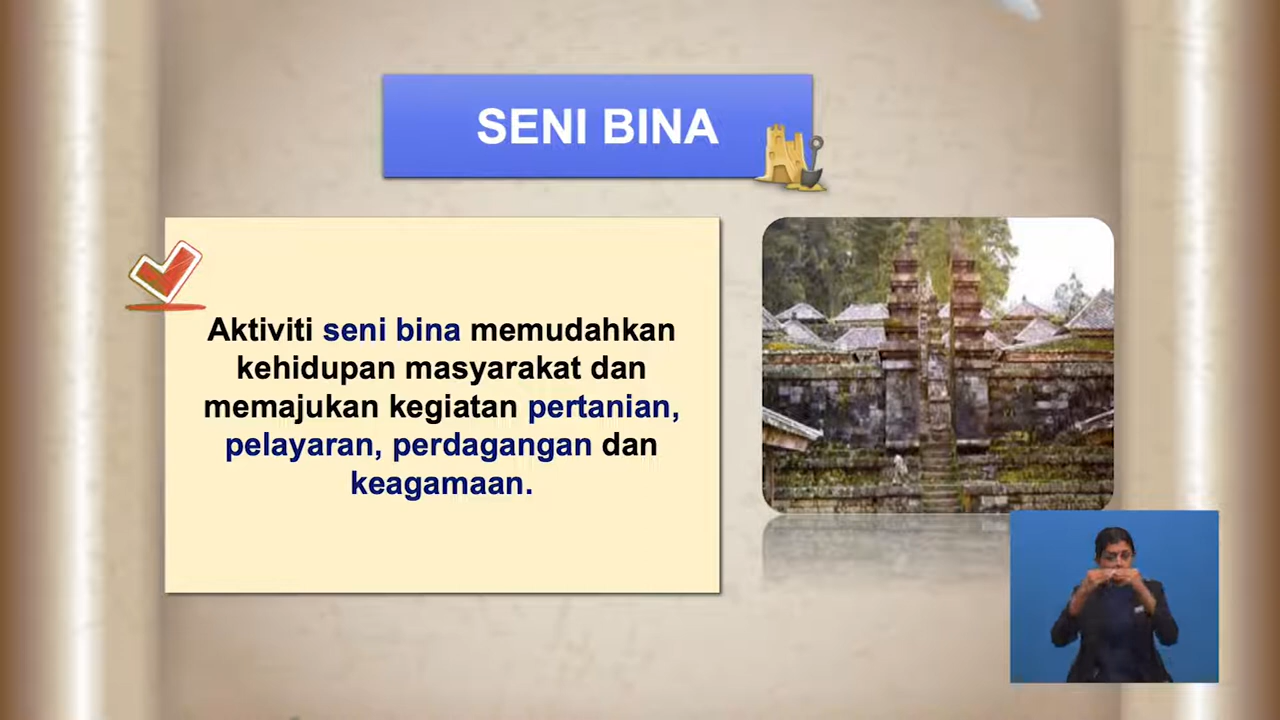 SENI BINA
Aktiviti seni bina memudahkan
kehidupan masyarakat dan
memajukan kegiatan pertanian,
pelayaran, perdagangan dan
keagamaan.